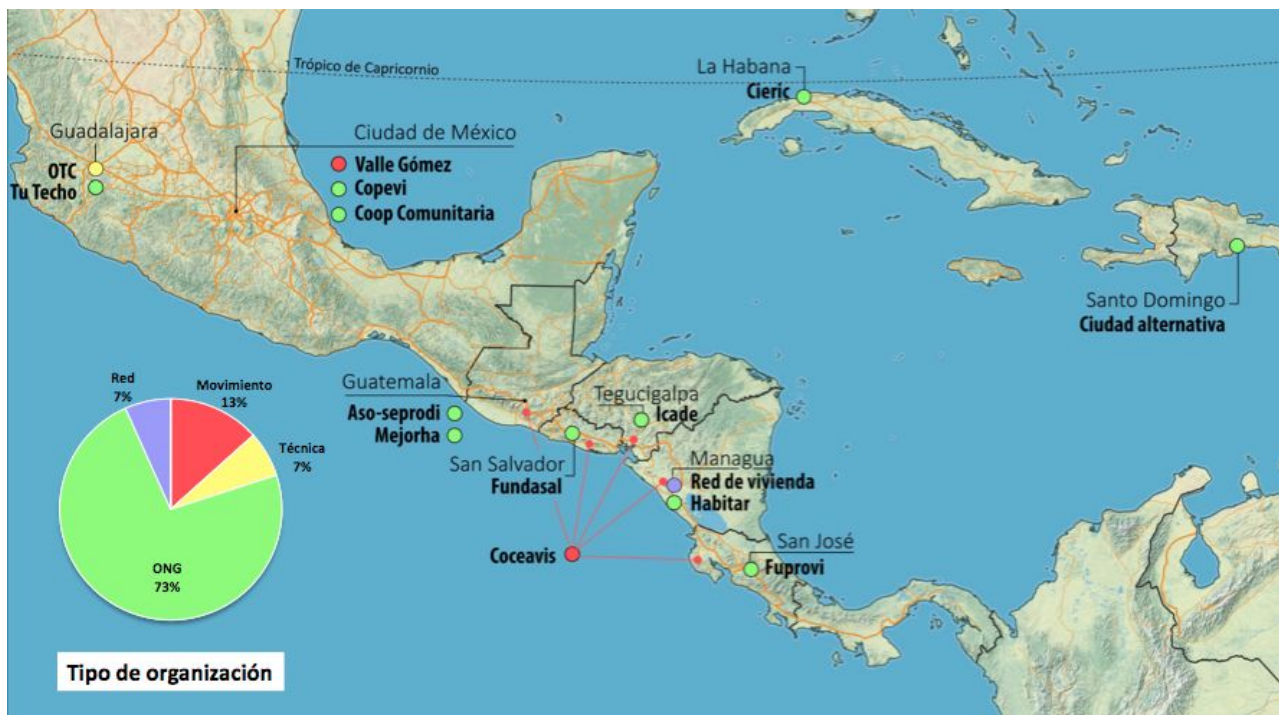 Trópico de Capricornio
La Habana
Cieric
Guadalajara
OTC
Tu Techo
Ciudad de México
Valle Gómez
Copevi
Coop Comunitaria
Santo Domingo
Ciudad alternativa
Guatemala
Aso-seprodi
Mejorha
Tegucigalpa
Icade
San Salvador
Fundasal
Managua
Red de vivienda
Habitar
Coceavis
San José
Fuprovi
Red
7%
Movimiento
13%
Técnica
7%
ONG
73%
Tipo de organización